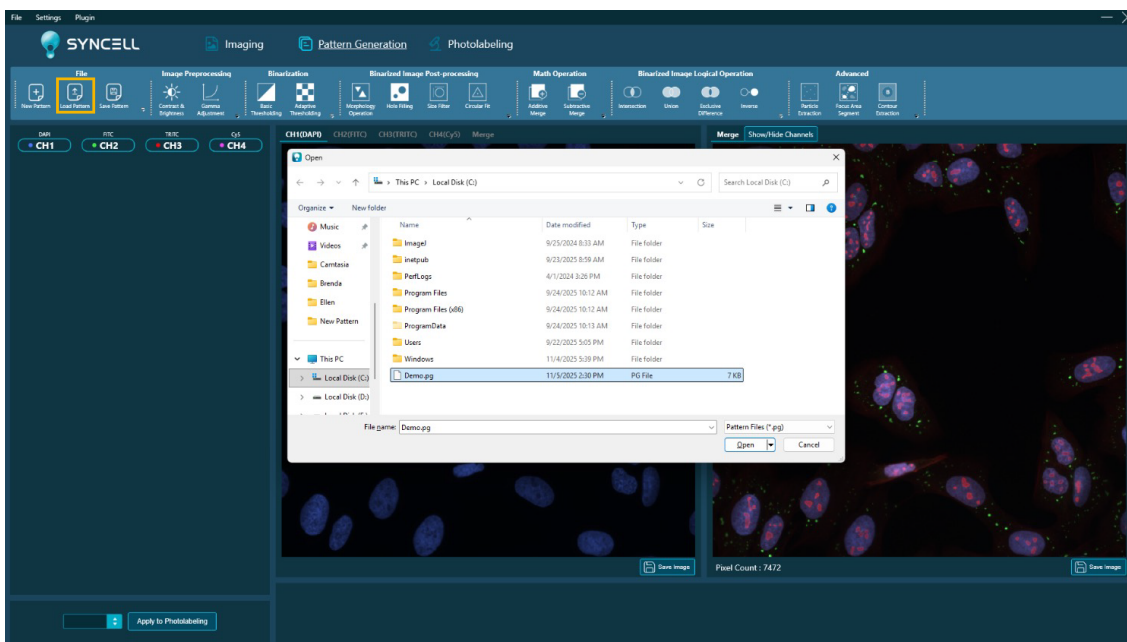 File Settings Plugin
SYNCELL Imaging Pattern Generation Photolabeling
File Image Preprocessing Binarization Binarized Image Post-processing Math Operation Binarized Image Logical Operation Advanced
New Pattern Load Pattern Save Pattern Contrast & Brightness Gamma Adjustment Basic Thresholding Adaptive Thresholding Morphology Operation Hole Filling Size Filter Circular Fit Additive Merge Subtractive Merge Intersection Union Exclusive Difference Inverse Particle Extraction Focus Area Segment Contour Extraction
DAPI FITC TRITC Cy5
CH1 CH2 CH3 CH4
CH1(DAPI) CH2(FITC) CH3(TRITC) CH4(Cy5) Merge
Merge Show/Hide Channels
Open
This PC > Local Disk (C:) Search Local Disk (C:)
Organize New folder
Name Date modified Type Size
Music ImageJ 9/25/2024 8:33 AM File folder
Videos inetpub 9/23/2025 8:59 AM File folder
Camtasia PerfLogs 4/1/2024 3:26 PM File folder
Brenda Program Files 9/24/2025 10:12 AM File folder
Ellen Program Files (x86) 9/24/2025 10:12 AM File folder
New Pattern ProgramData 9/24/2025 10:13 AM File folder
Users 9/22/2025 5:05 PM File folder
This PC Windows 11/4/2025 5:39 PM File folder
Local Disk (C:) Demo.pg 11/5/2025 2:30 PM PG File 7 KB
Local Disk (D:)
File name: Demo.pg Pattern Files (*.pg)
Open Cancel
Save Image Pixel Count : 7472 Save Image
Apply to Photolabeling